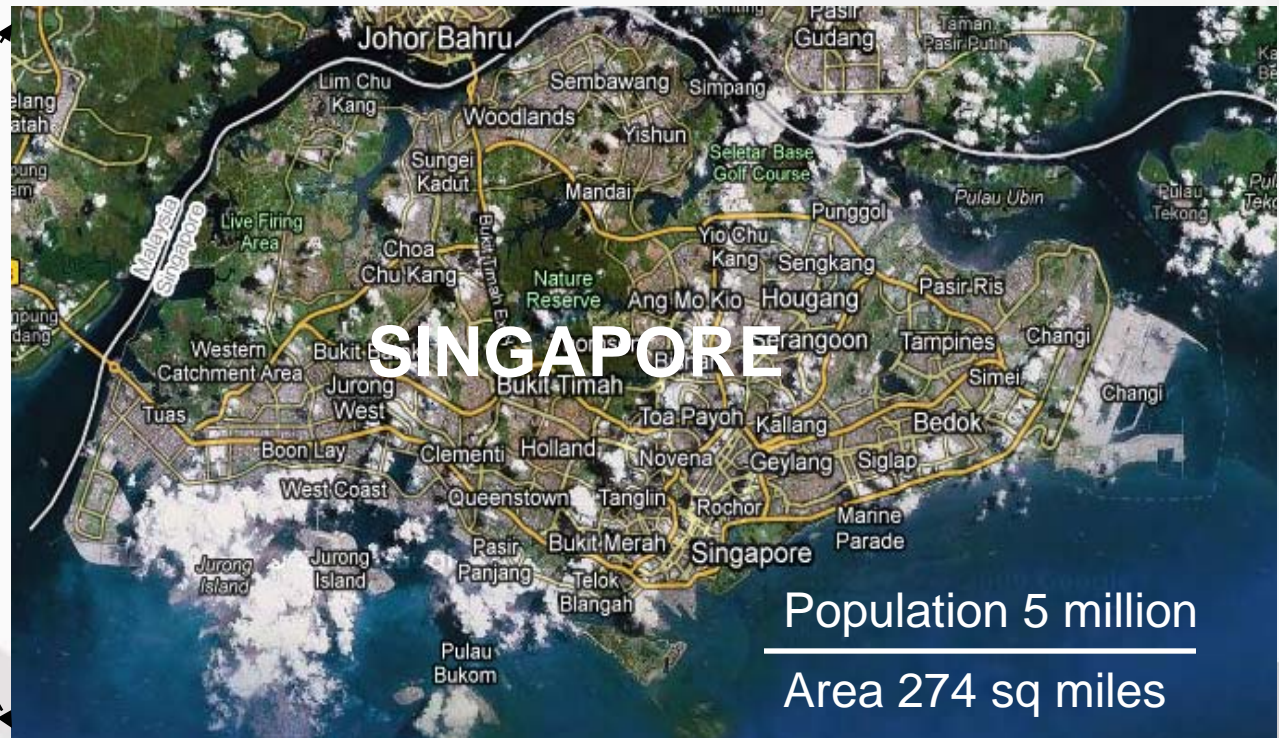 Johor Bahru
Pasir
Gudang
Taman
Pasir Putih
Lim Chu
Kang
Sembawang
Simpang
elang
atah
Woodlands
Yishun
Sungei
Kadut
Seletar Base
Golf Course
Mandai
Pulau Ubin
Pulau
Tekong
Malaysia
Singapore
Live Firing
Area
Punggol
Choa
Chu Kang
Yio Chu
Kang
Sengkang
Nature
Reserve
Ang Mo Kio
Hougang
Pasir Ris
Western
Catchment Area
SINGAPORE
Serangoon
Tampines
Changi
Jurong
West
Bukit Timah
Simei
Changi
Tuas
Toa Payoh
Kallang
Bedok
Boon Lay
Clementi
Holland
Novena
Geylang
Siglap
West Coast
Queenstown
Tanglin
Rochor
Marine
Parade
Jurong
Island
Jurong
Island
Pasir
Panjang
Bukit Merah
Singapore
Telok
Blangah
Pulau
Bukom
Population 5 million
Area 274 sq miles